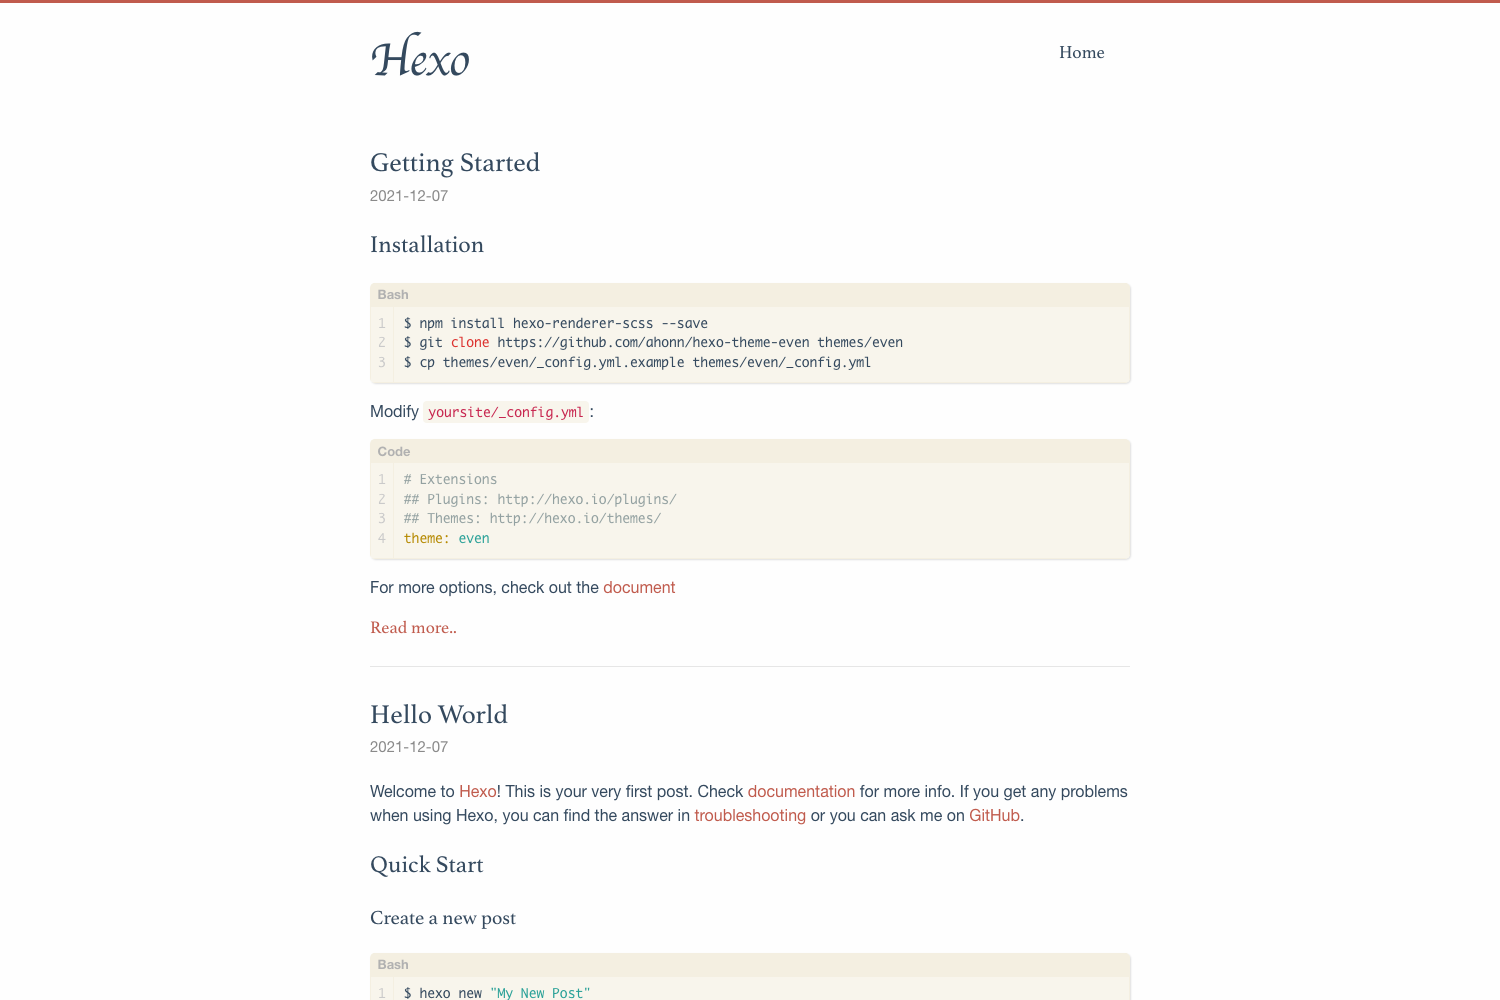 Hexo
Home
Getting Started
2021-12-07
Installation
Bash
1 $ npm install hexo-renderer-scss --save
2 $ git clone https://github.com/ahonn/hexo-theme-even themes/even
3 $ cp themes/even/_config.yml.example themes/even/_config.yml
Modify yoursite/_config.yml :
Code
1 # Extensions
2 ## Plugins: http://hexo.io/plugins/
3 ## Themes: http://hexo.io/themes/
4 theme: even
For more options, check out the document
Read more..
Hello World
2021-12-07
Welcome to Hexo! This is your very first post. Check documentation for more info. If you get any problems
when using Hexo, you can find the answer in troubleshooting or you can ask me on GitHub.
Quick Start
Create a new post
Bash
1 $ hexo new "My New Post"